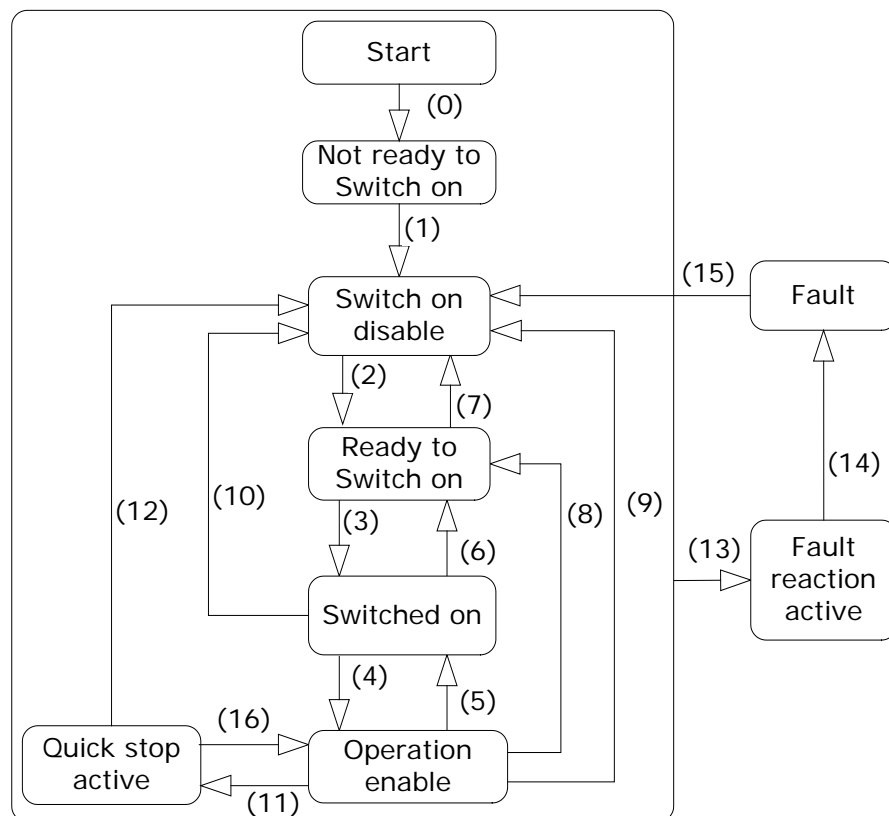 Start
(0)
Not ready to
Switch on
(1)
Switch on
disable
(15)
Fault
(2)
(7)
Ready to
Switch on
(12)
(10)
(3)
(6)
(8)
(9)
(14)
(13)
Fault
reaction
active
Switched on
(4)
(5)
(16)
Quick stop
active
Operation
enable
(11)